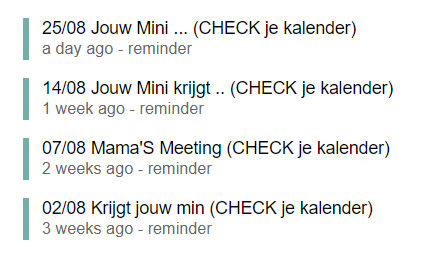 25/08 Jouw Mini ... (CHECK je kalender)
a day ago - reminder
14/08 Jouw Mini krijgt .. (CHECK je kalender)
1 week ago - reminder
07/08 Mama'S Meeting (CHECK je kalender)
2 weeks ago - reminder
02/08 Krijgt jouw min (CHECK je kalender)
3 weeks ago - reminder